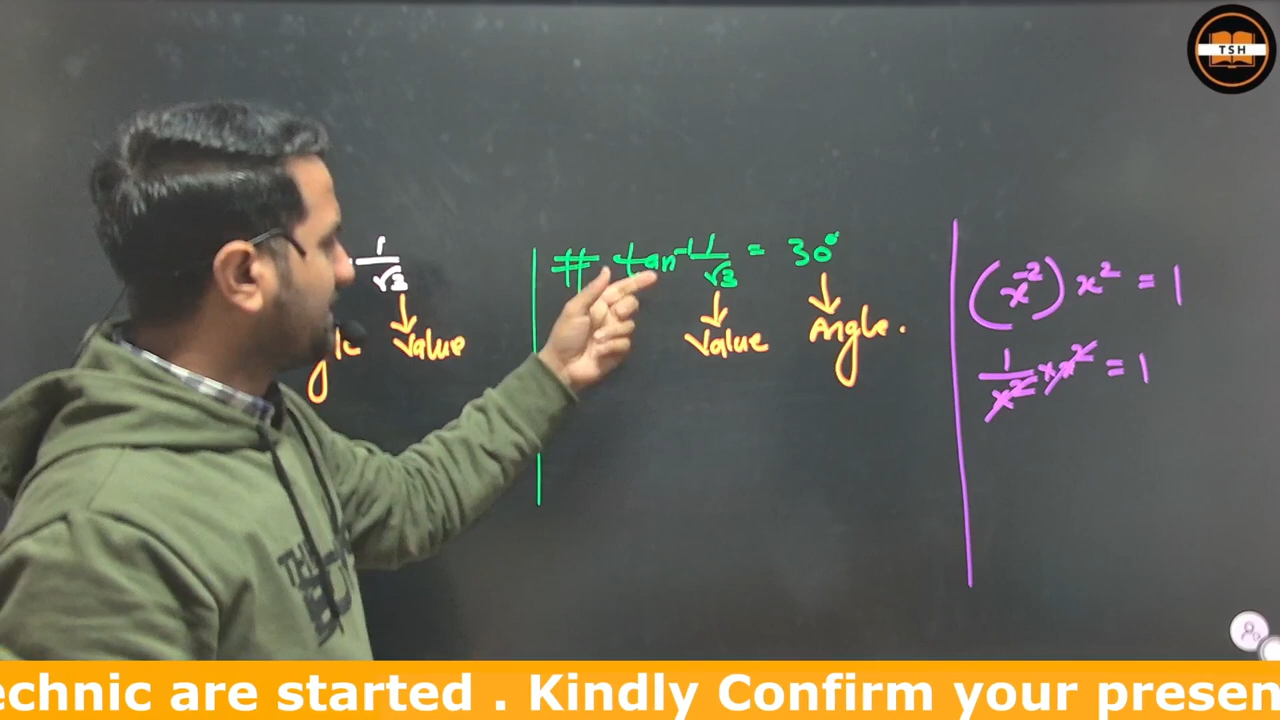 TSH
= 1/√3
Value
# tan⁻¹ 1/√3 = 30°
Value Angle.
(x⁻²) x² = 1
1/x² × x² = 1
echnic are started . Kindly Confirm your presen